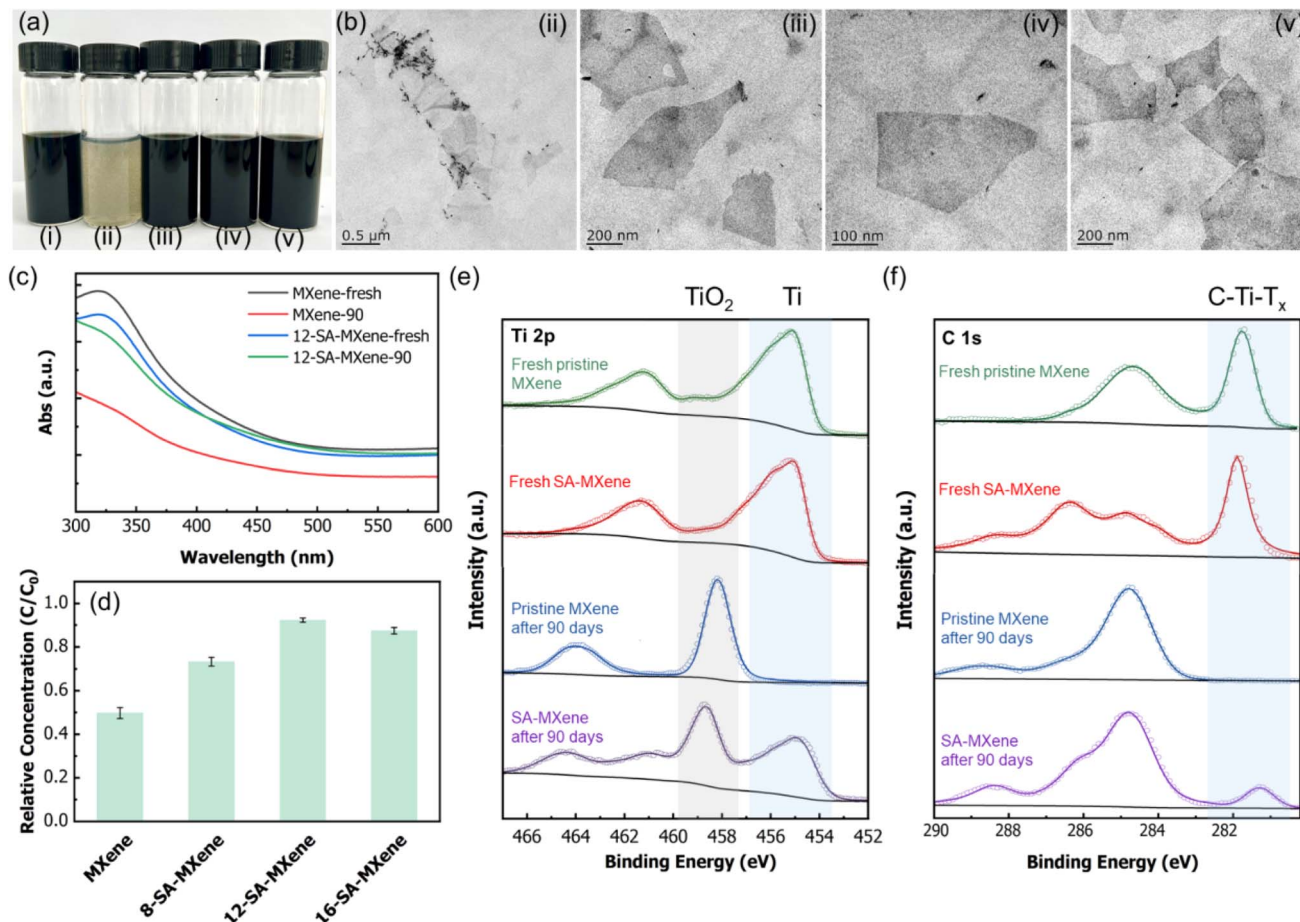 (a)
(i)
(ii)
(iii)
(iv)
(v)
(b)
(ii)
0.5 μm
(iii)
200 nm
(iv)
100 nm
(v)
200 nm
(c)
MXene-fresh
MXene-90
12-SA-MXene-fresh
12-SA-MXene-90
Abs (a.u.)
300 350 400 450 500 550 600
Wavelength (nm)
(d)
Relative Concentration (C/C₀)
1.0
0.8
0.6
0.4
0.2
0.0
MXene
8-SA-MXene
12-SA-MXene
16-SA-MXene
(e)
TiO₂
Ti
Ti 2p
Fresh pristine
MXene
Fresh SA-MXene
Pristine MXene
after 90 days
SA-MXene
after 90 days
Intensity (a.u.)
466 464 462 460 458 456 454 452
Binding Energy (eV)
(f)
C-Ti-Tₓ
C 1s
Fresh pristine MXene
Fresh SA-MXene
Pristine MXene
after 90 days
SA-MXene
after 90 days
Intensity (a.u.)
290 288 286 284 282
Binding Energy (eV)